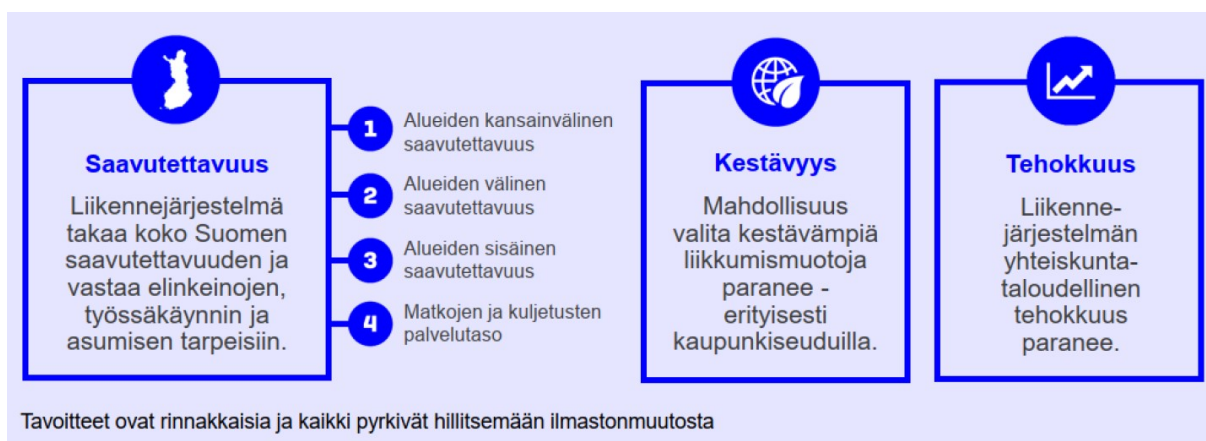 Saavutettavuus
Liikennejärjestelmä
takaa koko Suomen
saavutettavuuden ja
vastaa elinkeinojen,
työssäkäynnin ja
asumisen tarpeisiin.
1
Alueiden kansainvälinen
saavutettavuus
2
Alueiden välinen
saavutettavuus
3
Alueiden sisäinen
saavutettavuus
4
Matkojen ja kuljetusten
palvelutaso
Kestävyys
Mahdollisuus
valita kestävämpiä
liikkumismuotoja
paranee -
erityisesti
kaupunkiseuduilla.
Tehokkuus
Liikenne-
järjestelmän
yhteiskunta-
taloudellinen
tehokkuus
paranee.
Tavoitteet ovat rinnakkaisia ja kaikki pyrkivät hillitsemään ilmastonmuutosta